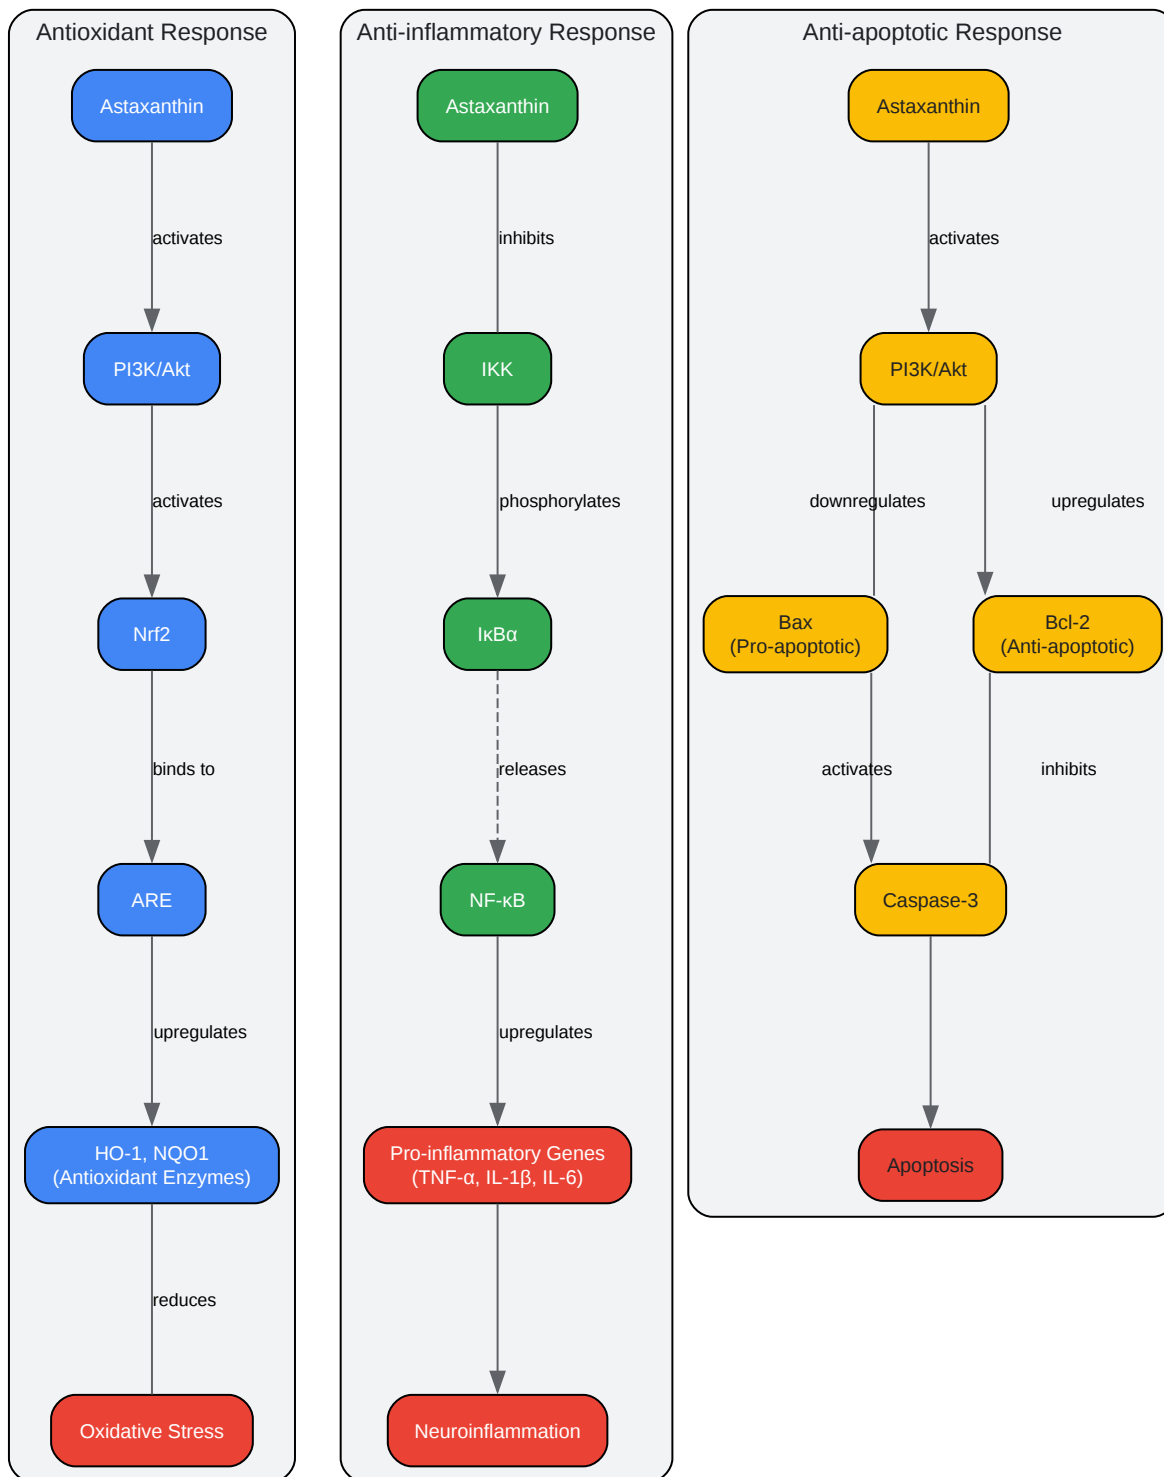 Antioxidant Response
Astaxanthin
activates
PI3K/Akt
activates
Nrf2
binds to
ARE
upregulates
HO-1, NQO1
(Antioxidant Enzymes)
reduces
Oxidative Stress
Anti-inflammatory Response
Astaxanthin
inhibits
IKK
phosphorylates
IκBα
releases
NF-κB
upregulates
Pro-inflammatory Genes
(TNF-α, IL-1β, IL-6)
Neuroinflammation
Anti-apoptotic Response
Astaxanthin
activates
PI3K/Akt
downregulates
upregulates
Bax
(Pro-apoptotic)
Bcl-2
(Anti-apoptotic)
activates
inhibits
Caspase-3
Apoptosis